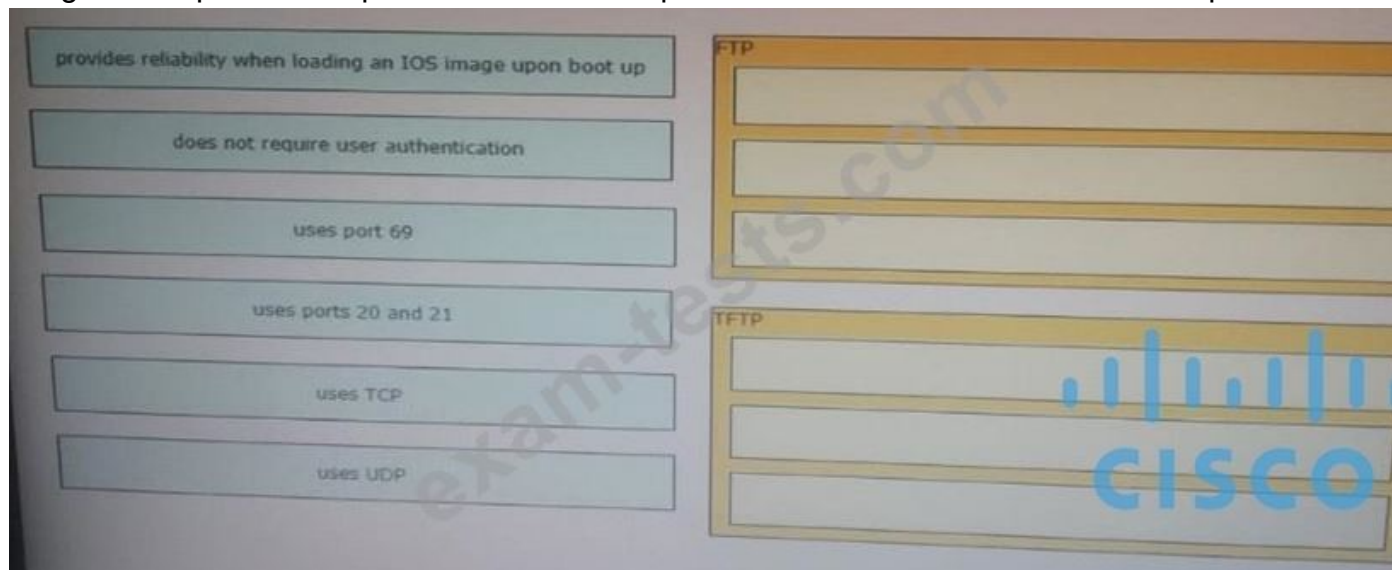 provides reliability when loading an IOS image upon boot up
does not require user authentication
uses port 69
uses ports 20 and 21
uses TCP
uses UDP
FTP
TFTP
exam-tests.com
CISCO